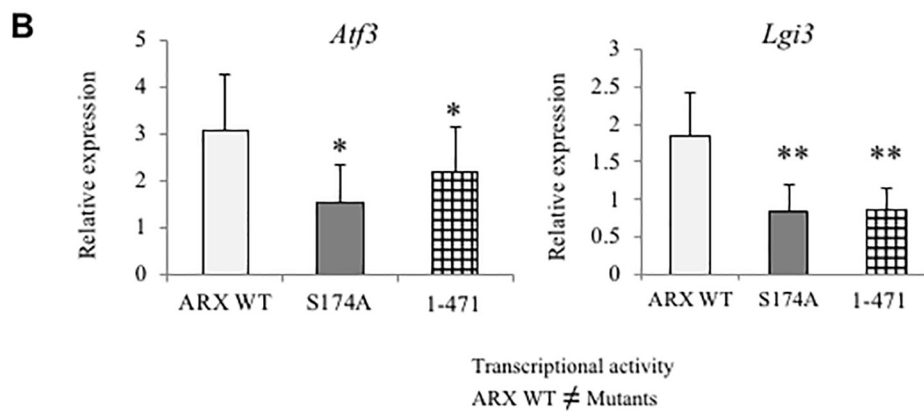 B
Atf3
Relative expression
5
4
3
2
1
0
*
*
ARX WT
S174A
1-471
Lgi3
Relative expression
3
2.5
2
1.5
1
0.5
0
**
**
ARX WT
S174A
1-471
Transcriptional activity
ARX WT ≠ Mutants